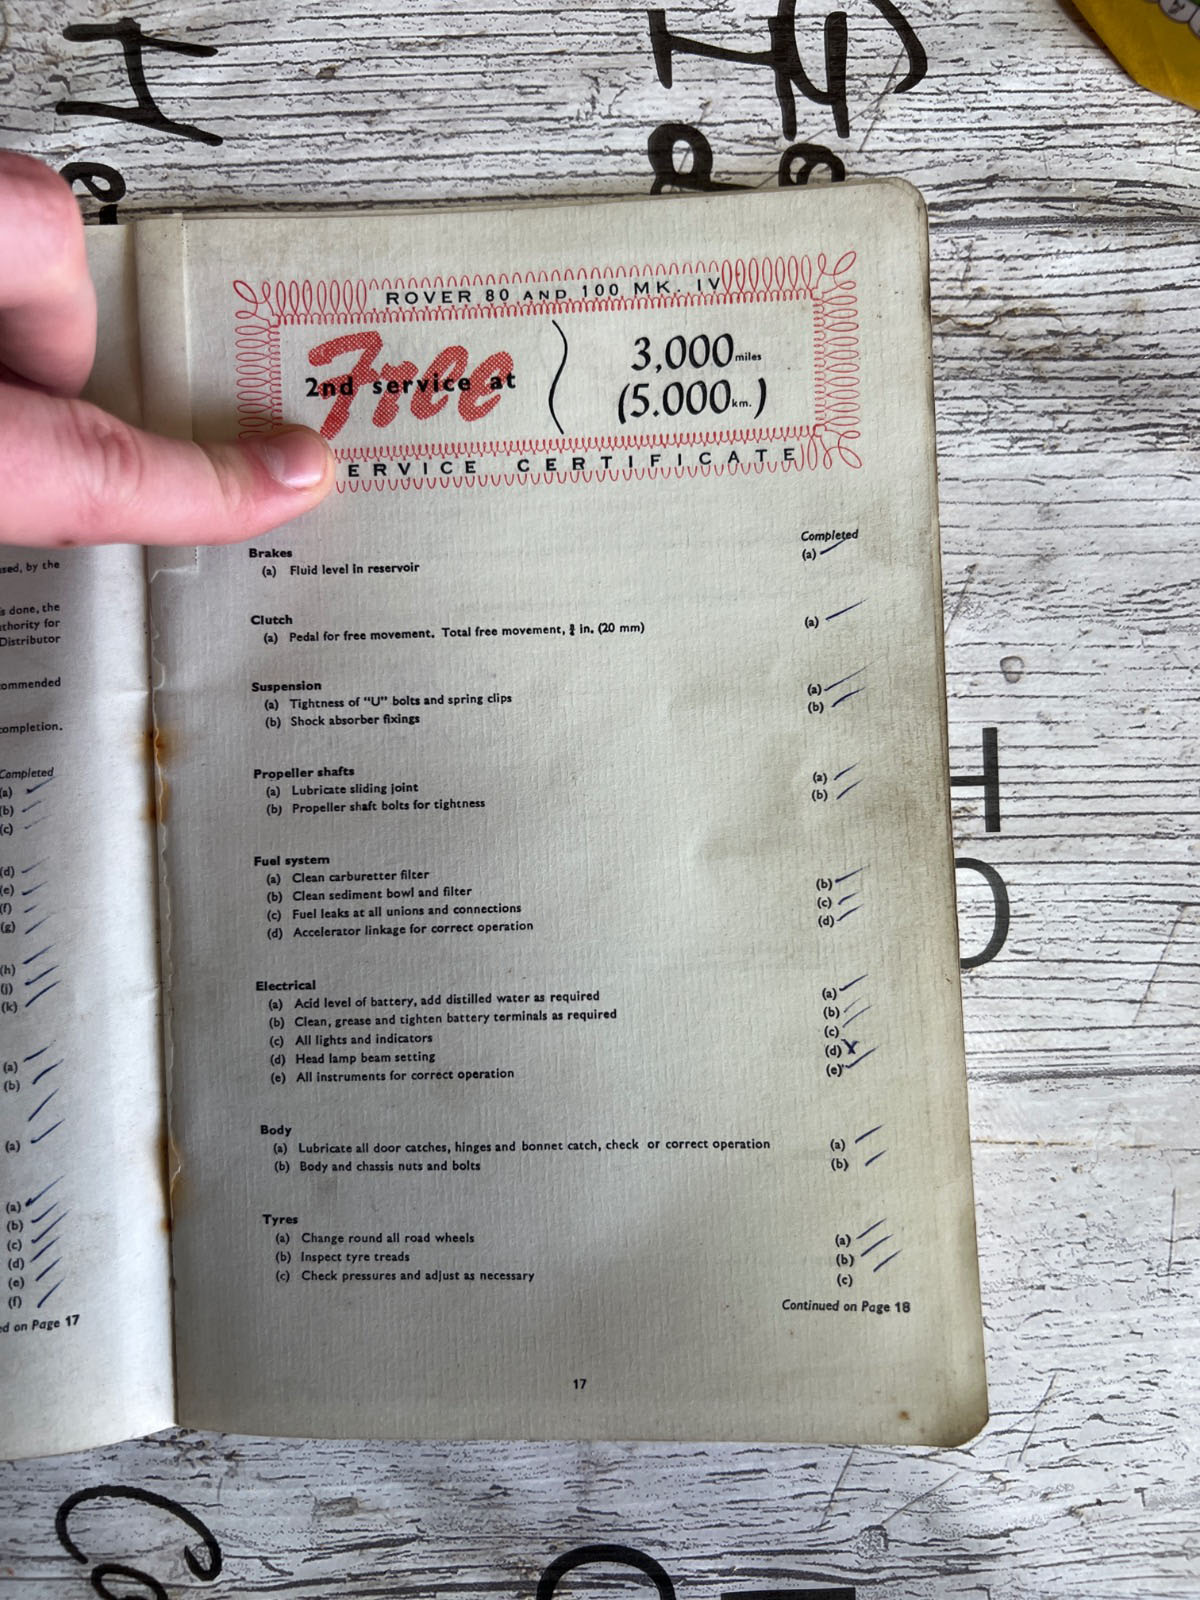 ROVER 80 AND 100 MK. IV
Free
2nd service at
3,000 miles
(5.000 km.)
ERVICE CERTIFICATE
Completed
Brakes
(a) Fluid level in reservoir (a)
Clutch
(a) Pedal for free movement. Total free movement, ¾ in. (20 mm) (a)
Suspension
(a) Tightness of "U" bolts and spring clips (a)
(b) Shock absorber fixings (b)
Propeller shafts
(a) Lubricate sliding joint (a)
(b) Propeller shaft bolts for tightness (b)
Fuel system
(a) Clean carburetter filter
(b) Clean sediment bowl and filter (b)
(c) Fuel leaks at all unions and connections (c)
(d) Accelerator linkage for correct operation (d)
Electrical
(a) Acid level of battery, add distilled water as required (a)
(b) Clean, grease and tighten battery terminals as required (b)
(c) All lights and indicators (c)
(d) Head lamp beam setting (d) X
(e) All instruments for correct operation (e)
Body
(a) Lubricate all door catches, hinges and bonnet catch, check or correct operation (a)
(b) Body and chassis nuts and bolts (b)
Tyres
(a) Change round all road wheels (a)
(b) Inspect tyre treads (b)
(c) Check pressures and adjust as necessary (c)
Continued on Page 18
17
sed, by the
s done, the
thority for
Distributor
ommended
completion.
Completed
(a)
(b)
(c)
(d)
(e)
(f)
(g)
(h)
(j)
(k)
(a)
(b)
(a)
(a)
(b)
(c)
(d)
(e)
(f)
ed on Page 17